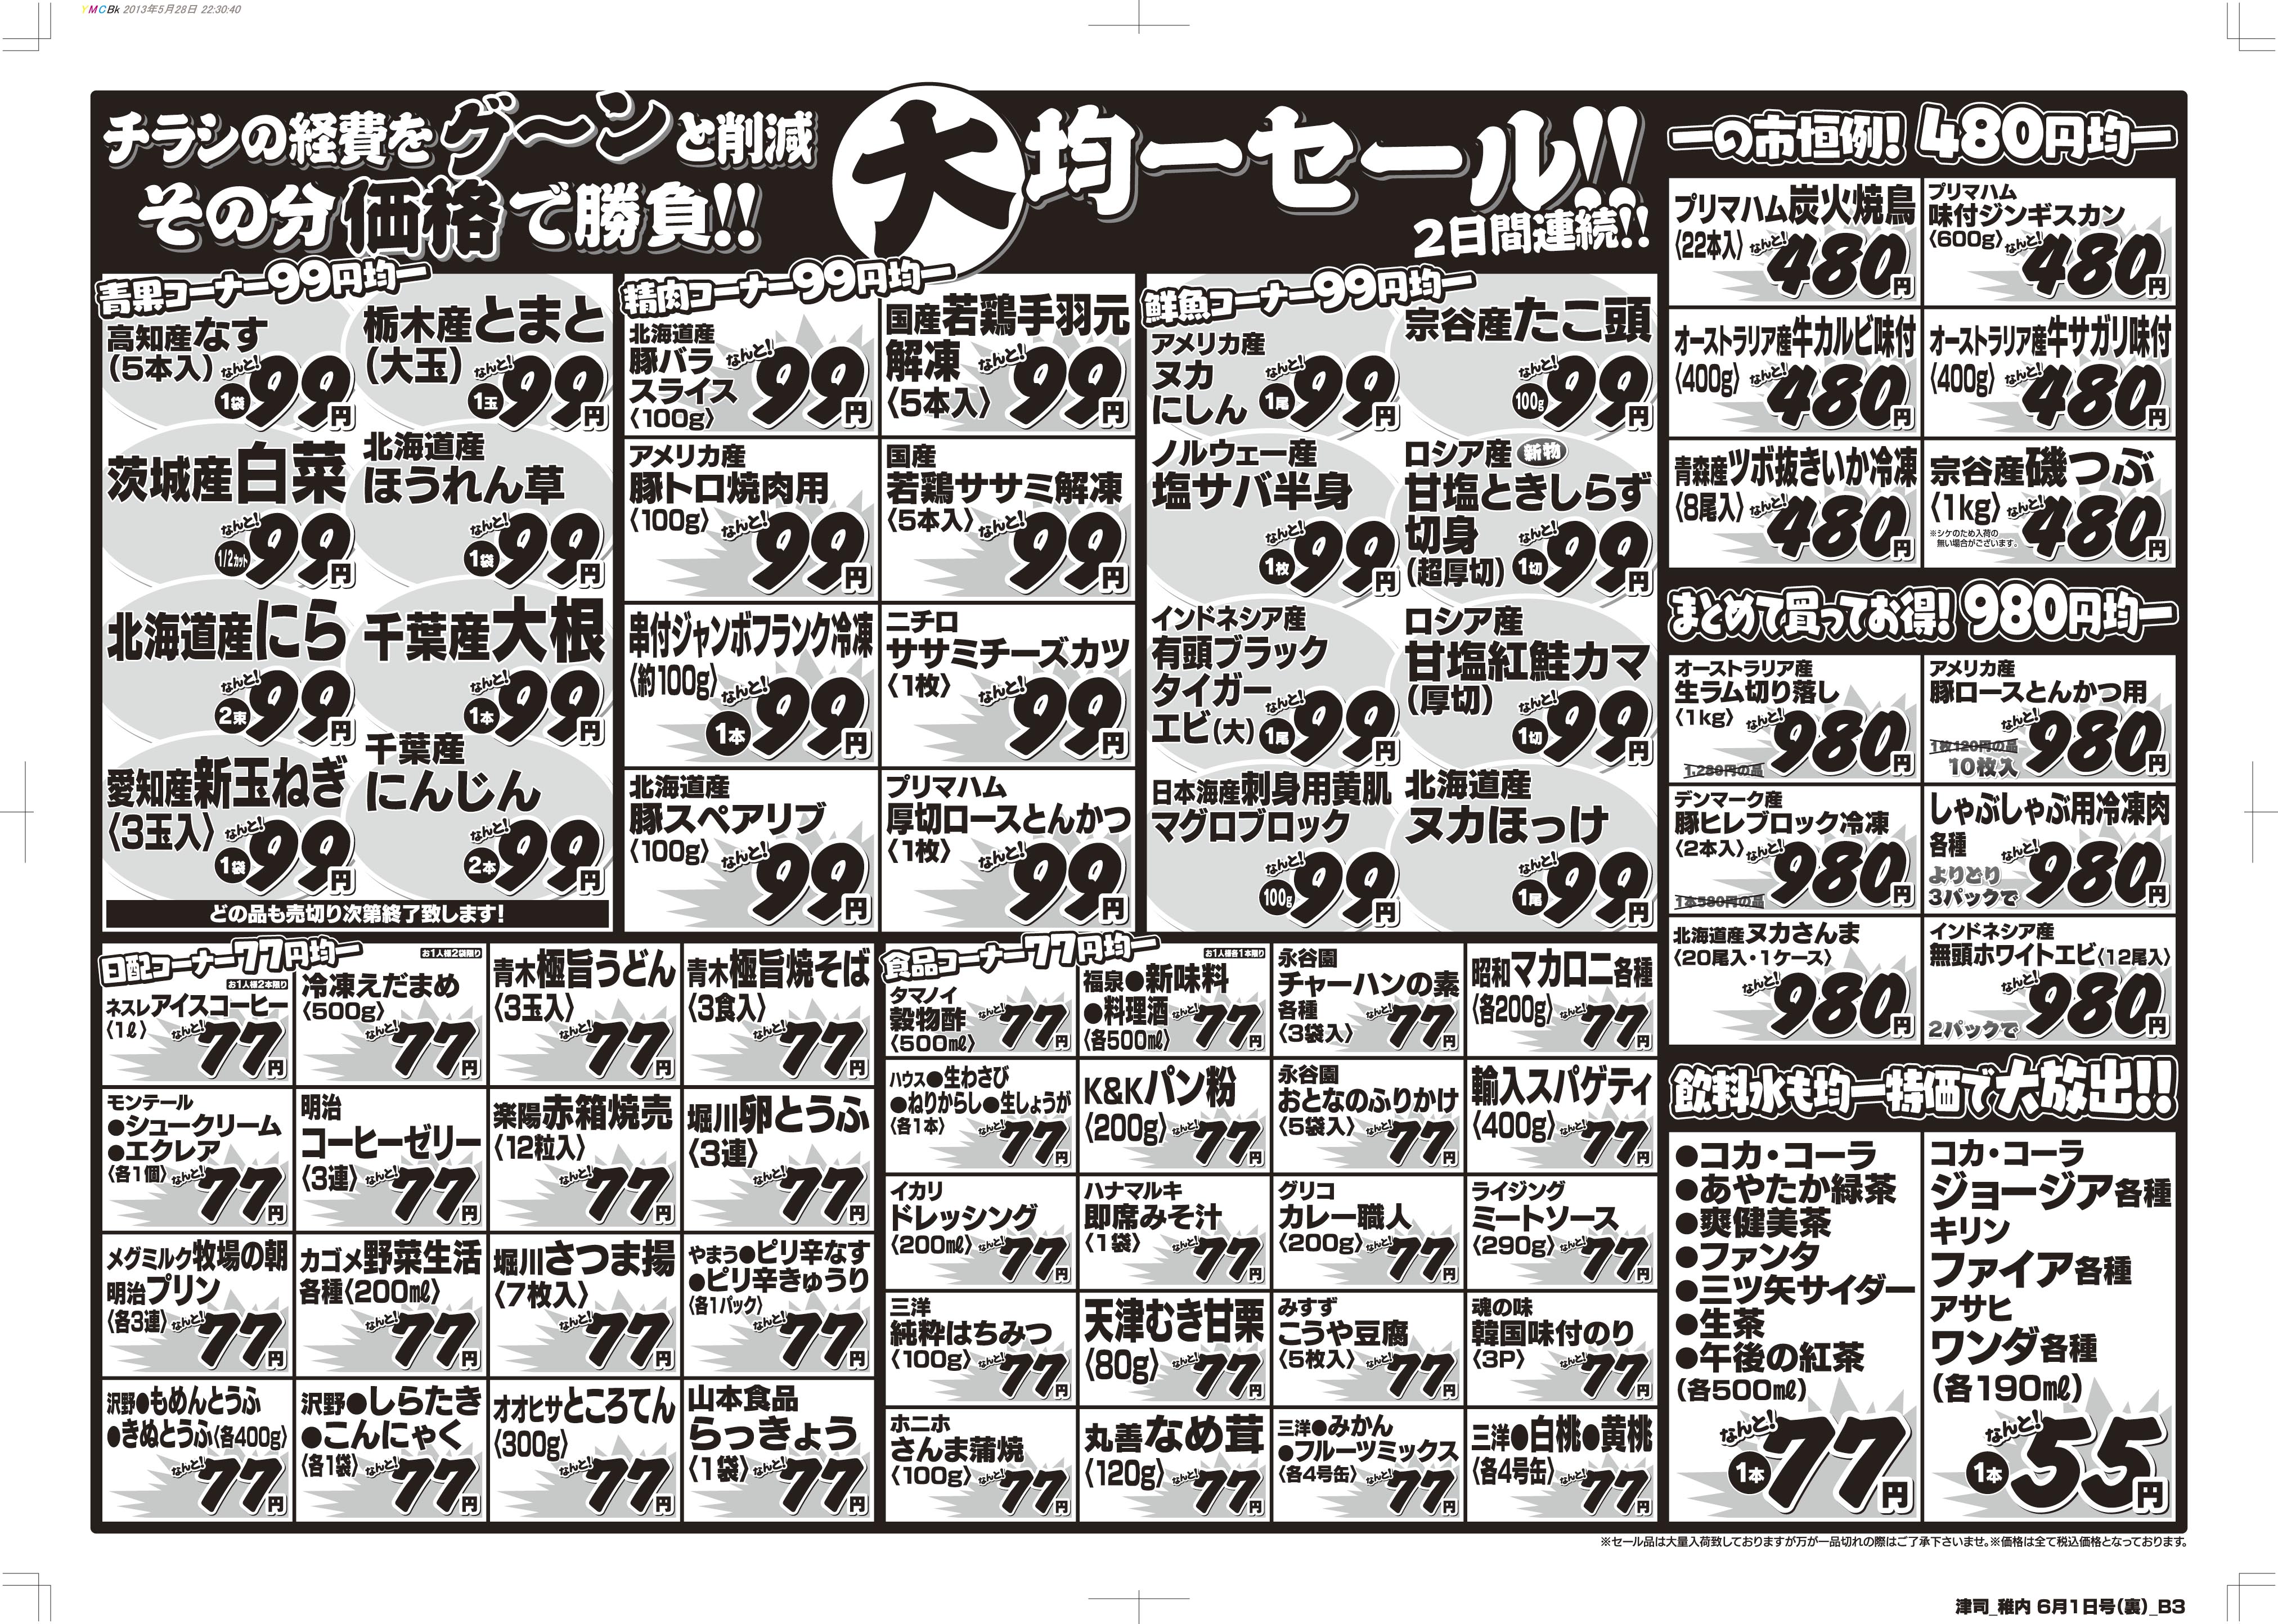 YMCBk 2013年5月28日 22:30:40
チラシの経費をグ〜ンと削減
その分価格で勝負!!
大均一セール!!
2日間連続!!
青果コーナー99円均一
高知産なす
(5本入)
なんと!
1袋 99円
栃木産とまと
(大玉)
なんと!
1玉 99円
茨城産白菜
なんと!
1/2カット 99円
北海道産
ほうれん草
なんと!
1袋 99円
北海道産にら
なんと!
2束 99円
千葉産大根
なんと!
1本 99円
愛知産新玉ねぎ
〈3玉入〉
なんと!
1袋 99円
千葉産
にんじん
なんと!
2本 99円
どの品も売切り次第終了致します!
精肉コーナー99円均一
北海道産
豚バラ
スライス
〈100g〉
なんと!
99円
国産若鶏手羽元
解凍
〈5本入〉
なんと!
99円
アメリカ産
豚トロ焼肉用
〈100g〉
なんと!
99円
国産
若鶏ササミ解凍
〈5本入〉
なんと!
99円
串付ジャンボフランク冷凍
〈約100g〉
なんと!
1本 99円
ニチロ
ササミチーズカツ
〈1枚〉
なんと!
99円
北海道産
豚スペアリブ
〈100g〉
なんと!
99円
プリマハム
厚切ロースとんかつ
〈1枚〉
なんと!
99円
鮮魚コーナー99円均一
アメリカ産
ヌカ
にしん
なんと!
1尾 99円
宗谷産たこ頭
なんと!
100g 99円
ノルウェー産
塩サバ半身
なんと!
1枚 99円
ロシア産 新物
甘塩ときしらず
切身
(超厚切)
なんと!
1切 99円
インドネシア産
有頭ブラック
タイガー
エビ(大)
なんと!
1尾 99円
ロシア産
甘塩紅鮭カマ
(厚切)
なんと!
1切 99円
日本海産刺身用黄肌
マグロブロック
なんと!
100g 99円
北海道産
ヌカほっけ
なんと!
1尾 99円
一の市恒例! 480円均一
プリマハム炭火焼鳥
〈22本入〉
なんと!
480円
プリマハム
味付ジンギスカン
〈600g〉
なんと!
480円
オーストラリア産牛カルビ味付
〈400g〉
なんと!
480円
オーストラリア産牛サガリ味付
〈400g〉
なんと!
480円
青森産ツボ抜きいか冷凍
〈8尾入〉
なんと!
480円
宗谷産磯つぶ
〈1kg〉
※シケのため入荷の
無い場合がございます。
なんと!
480円
まとめて買ってお得! 980円均一
オーストラリア産
生ラム切り落し
〈1kg〉
なんと!
1,280円の品
980円
アメリカ産
豚ロースとんかつ用
なんと!
1枚120円の品
10枚入
980円
デンマーク産
豚ヒレブロック冷凍
〈2本入〉
なんと!
1本580円の品
980円
しゃぶしゃぶ用冷凍肉
各種
なんと!
よりどり
3パックで
980円
北海道産ヌカさんま
〈20尾入・1ケース〉
なんと!
980円
インドネシア産
無頭ホワイトエビ〈12尾入〉
なんと!
2パックで
980円
飲料水も均一特価で大放出!!
●コカ・コーラ
●あやたか緑茶
●爽健美茶
●ファンタ
●三ツ矢サイダー
●生茶
●午後の紅茶
(各500㎖)
なんと!
1本 77円
コカ・コーラ
ジョージア各種
キリン
ファイア各種
アサヒ
ワンダ各種
(各190㎖)
なんと!
1本 55円
日配コーナー77円均一
お1人様2本限り
ネスレアイスコーヒー
〈1ℓ〉
なんと!
77円
お1人様2袋限り
冷凍えだまめ
〈500g〉
なんと!
77円
青木極旨うどん
〈3玉入〉
なんと!
77円
青木極旨焼そば
〈3食入〉
なんと!
77円
モンテール
●シュークリーム
●エクレア
〈各1個〉
なんと!
77円
明治
コーヒーゼリー
〈3連〉
なんと!
77円
楽陽赤箱焼売
〈12粒入〉
なんと!
77円
堀川卵とうふ
〈3連〉
なんと!
77円
メグミルク牧場の朝
明治プリン
〈各3連〉
なんと!
77円
カゴメ野菜生活
各種〈200㎖〉
なんと!
77円
堀川さつま揚
〈7枚入〉
なんと!
77円
やまう●ピリ辛なす
●ピリ辛きゅうり
〈各1パック〉
なんと!
77円
沢野●もめんとうふ
●きぬとうふ〈各400g〉
なんと!
77円
沢野●しらたき
●こんにゃく
〈各1袋〉
なんと!
77円
オオヒサところてん
〈300g〉
なんと!
77円
山本食品
らっきょう
〈1袋〉
なんと!
77円
食品コーナー77円均一
タマノイ
穀物酢
〈500㎖〉
なんと!
77円
お1人様各1本限り
福泉●新味料
●料理酒
〈各500㎖〉
なんと!
77円
永谷園
チャーハンの素
各種
〈3袋入〉
なんと!
77円
昭和マカロニ各種
〈各200g〉
なんと!
77円
ハウス●生わさび
●ねりからし●生しょうが
〈各1本〉
なんと!
77円
K&Kパン粉
〈200g〉
なんと!
77円
永谷園
おとなのふりかけ
〈5袋入〉
なんと!
77円
輸入スパゲティ
〈400g〉
なんと!
77円
イカリ
ドレッシング
〈200㎖〉
なんと!
77円
ハナマルキ
即席みそ汁
〈1袋〉
なんと!
77円
グリコ
カレー職人
〈200g〉
なんと!
77円
ライジング
ミートソース
〈290g〉
なんと!
77円
三洋
純粋はちみつ
〈100g〉
なんと!
77円
天津むき甘栗
〈80g〉
なんと!
77円
みすず
こうや豆腐
〈5枚入〉
なんと!
77円
魂の味
韓国味付のり
〈3P〉
なんと!
77円
ホニホ
さんま蒲焼
〈100g〉
なんと!
77円
丸善なめ茸
〈120g〉
なんと!
77円
三洋●みかん
●フルーツミックス
〈各4号缶〉
なんと!
77円
三洋●白桃●黄桃
〈各4号缶〉
なんと!
77円
※セール品は大量入荷致しておりますが万が一品切れの際はご了承下さいませ。※価格は全て税込価格となっております。
津司_稚内 6月1日号(裏)_B3